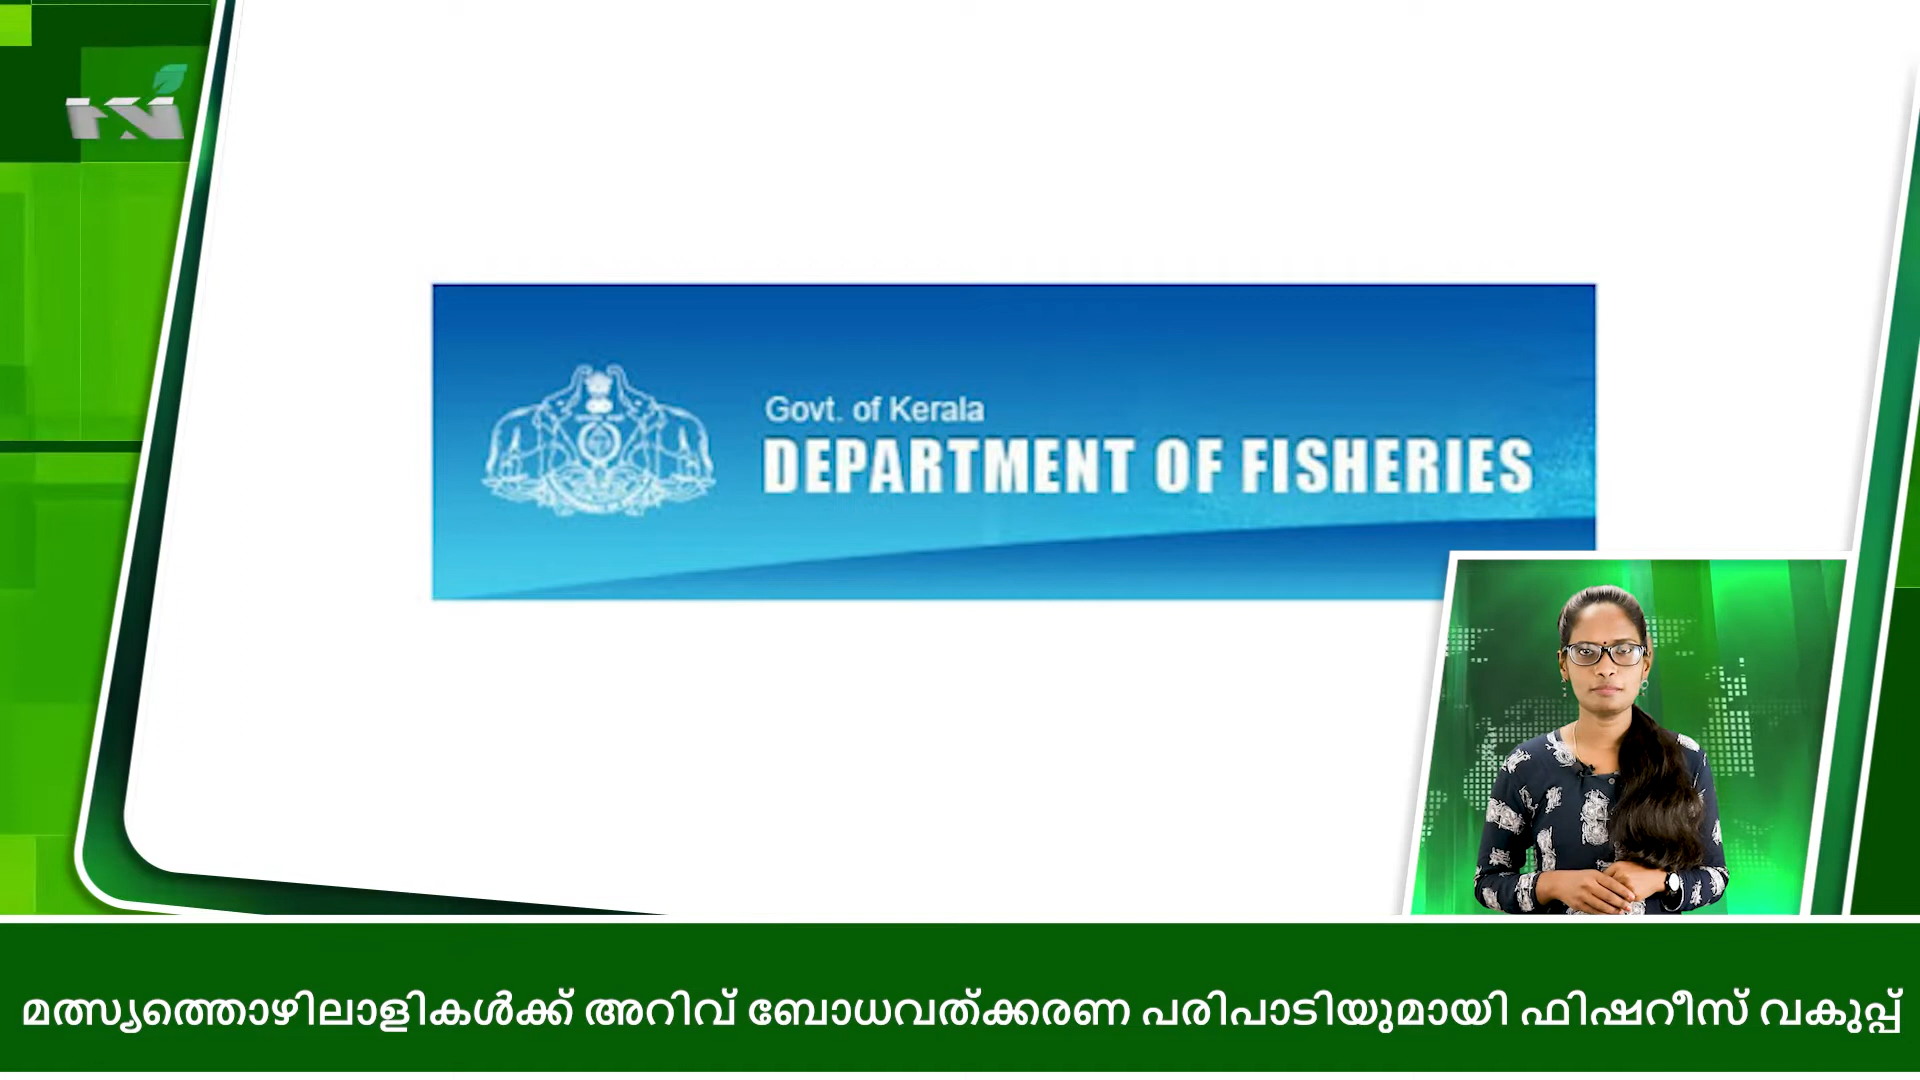 Govt. of Kerala
DEPARTMENT OF FISHERIES
മത്സ്യത്തൊഴിലാളികൾക്ക് അറിവ് ബോധവത്ക്കരണ പരിപാടിയുമായി ഫിഷറീസ് വകുപ്പ്